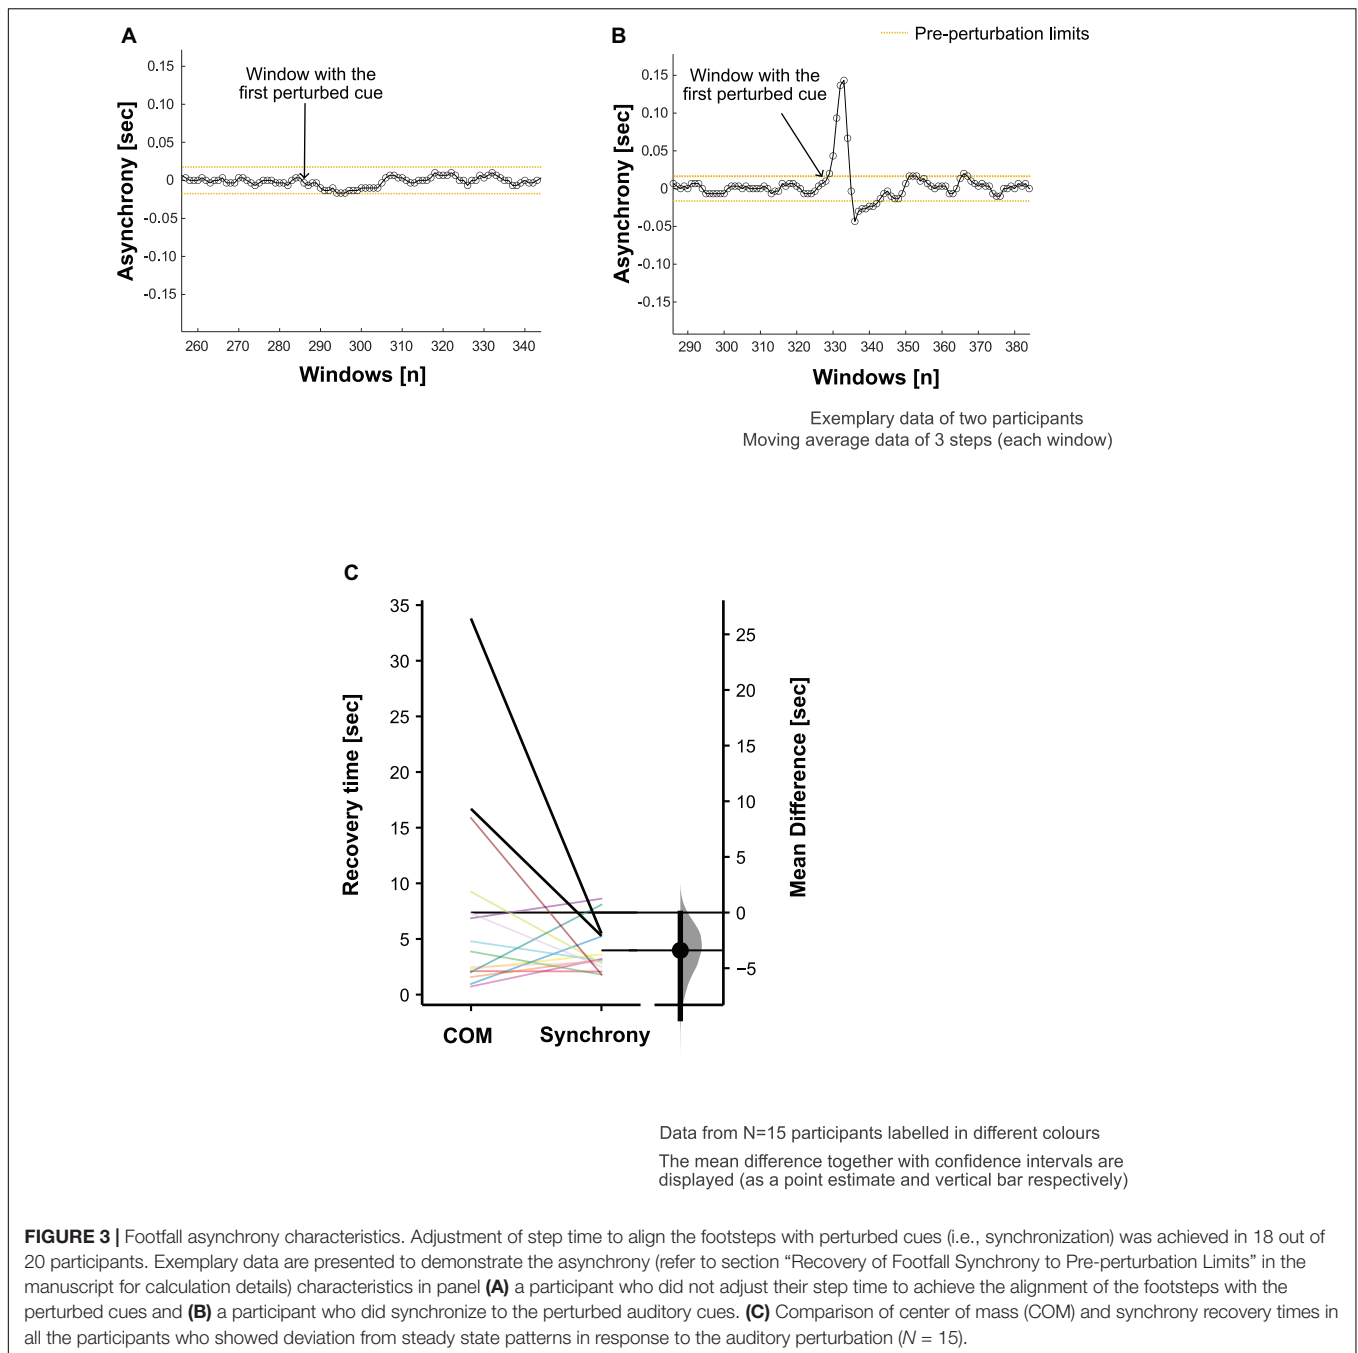 A
0.15
0.10
0.05
0
-0.05
-0.10
-0.15
Asynchrony [sec]
Window with the
first perturbed cue
260 270 280 290 300 310 320 330 340
Windows [n]
B
Pre-perturbation limits
0.15
0.10
0.05
0
-0.05
-0.10
-0.15
Asynchrony [sec]
Window with the
first perturbed cue
290 300 310 320 330 340 350 360 370 380
Windows [n]
Exemplary data of two participants
Moving average data of 3 steps (each window)
C
35
30
25
20
15
10
5
0
Recovery time [sec]
COM Synchrony
25
20
15
10
5
0
−5
Mean Difference [sec]
Data from N=15 participants labelled in different colours
The mean difference together with confidence intervals are
displayed (as a point estimate and vertical bar respectively)
FIGURE 3 | Footfall asynchrony characteristics. Adjustment of step time to align the footsteps with perturbed cues (i.e., synchronization) was achieved in 18 out of
20 participants. Exemplary data are presented to demonstrate the asynchrony (refer to section “Recovery of Footfall Synchrony to Pre-perturbation Limits” in the
manuscript for calculation details) characteristics in panel (A) a participant who did not adjust their step time to achieve the alignment of the footsteps with the
perturbed cues and (B) a participant who did synchronize to the perturbed auditory cues. (C) Comparison of center of mass (COM) and synchrony recovery times in
all the participants who showed deviation from steady state patterns in response to the auditory perturbation (N = 15).